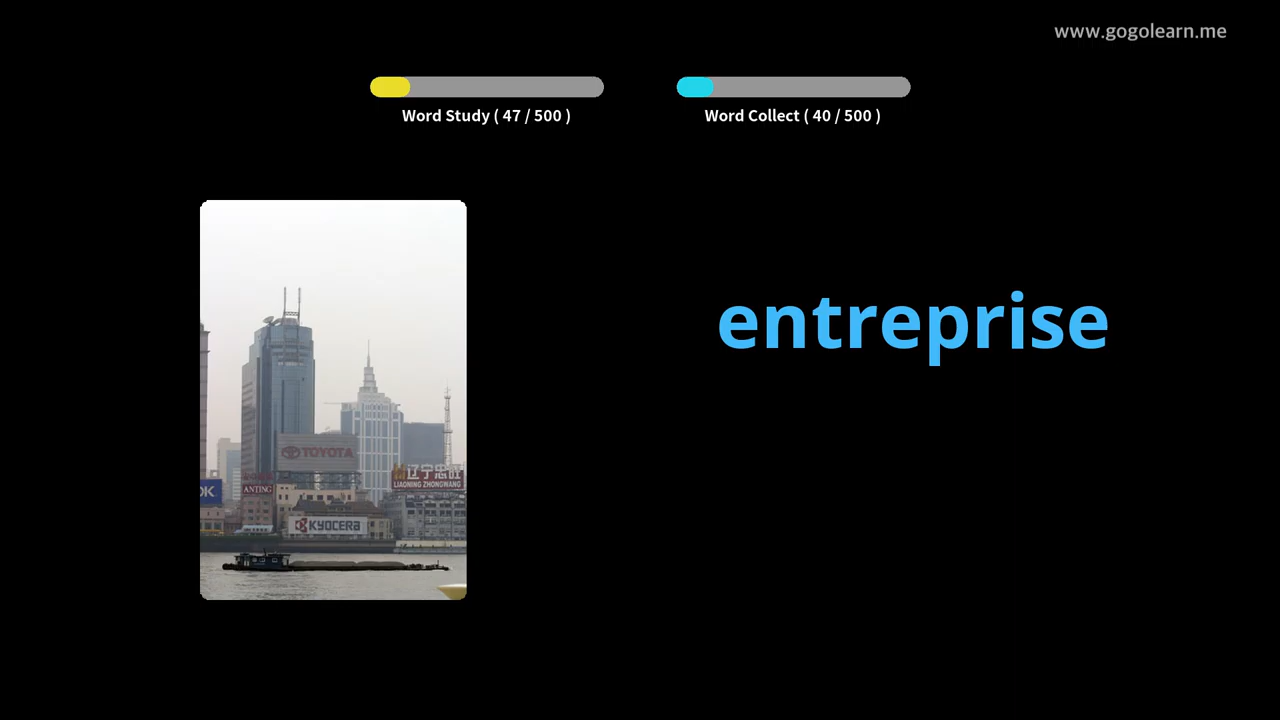 www.gogolearn.me
Word Study ( 47 / 500 )
Word Collect ( 40 / 500 )
entreprise
TOYOTA
辽宁忠旺
LIAONING ZHONGWANG
OK
ANTING
KYOCERA